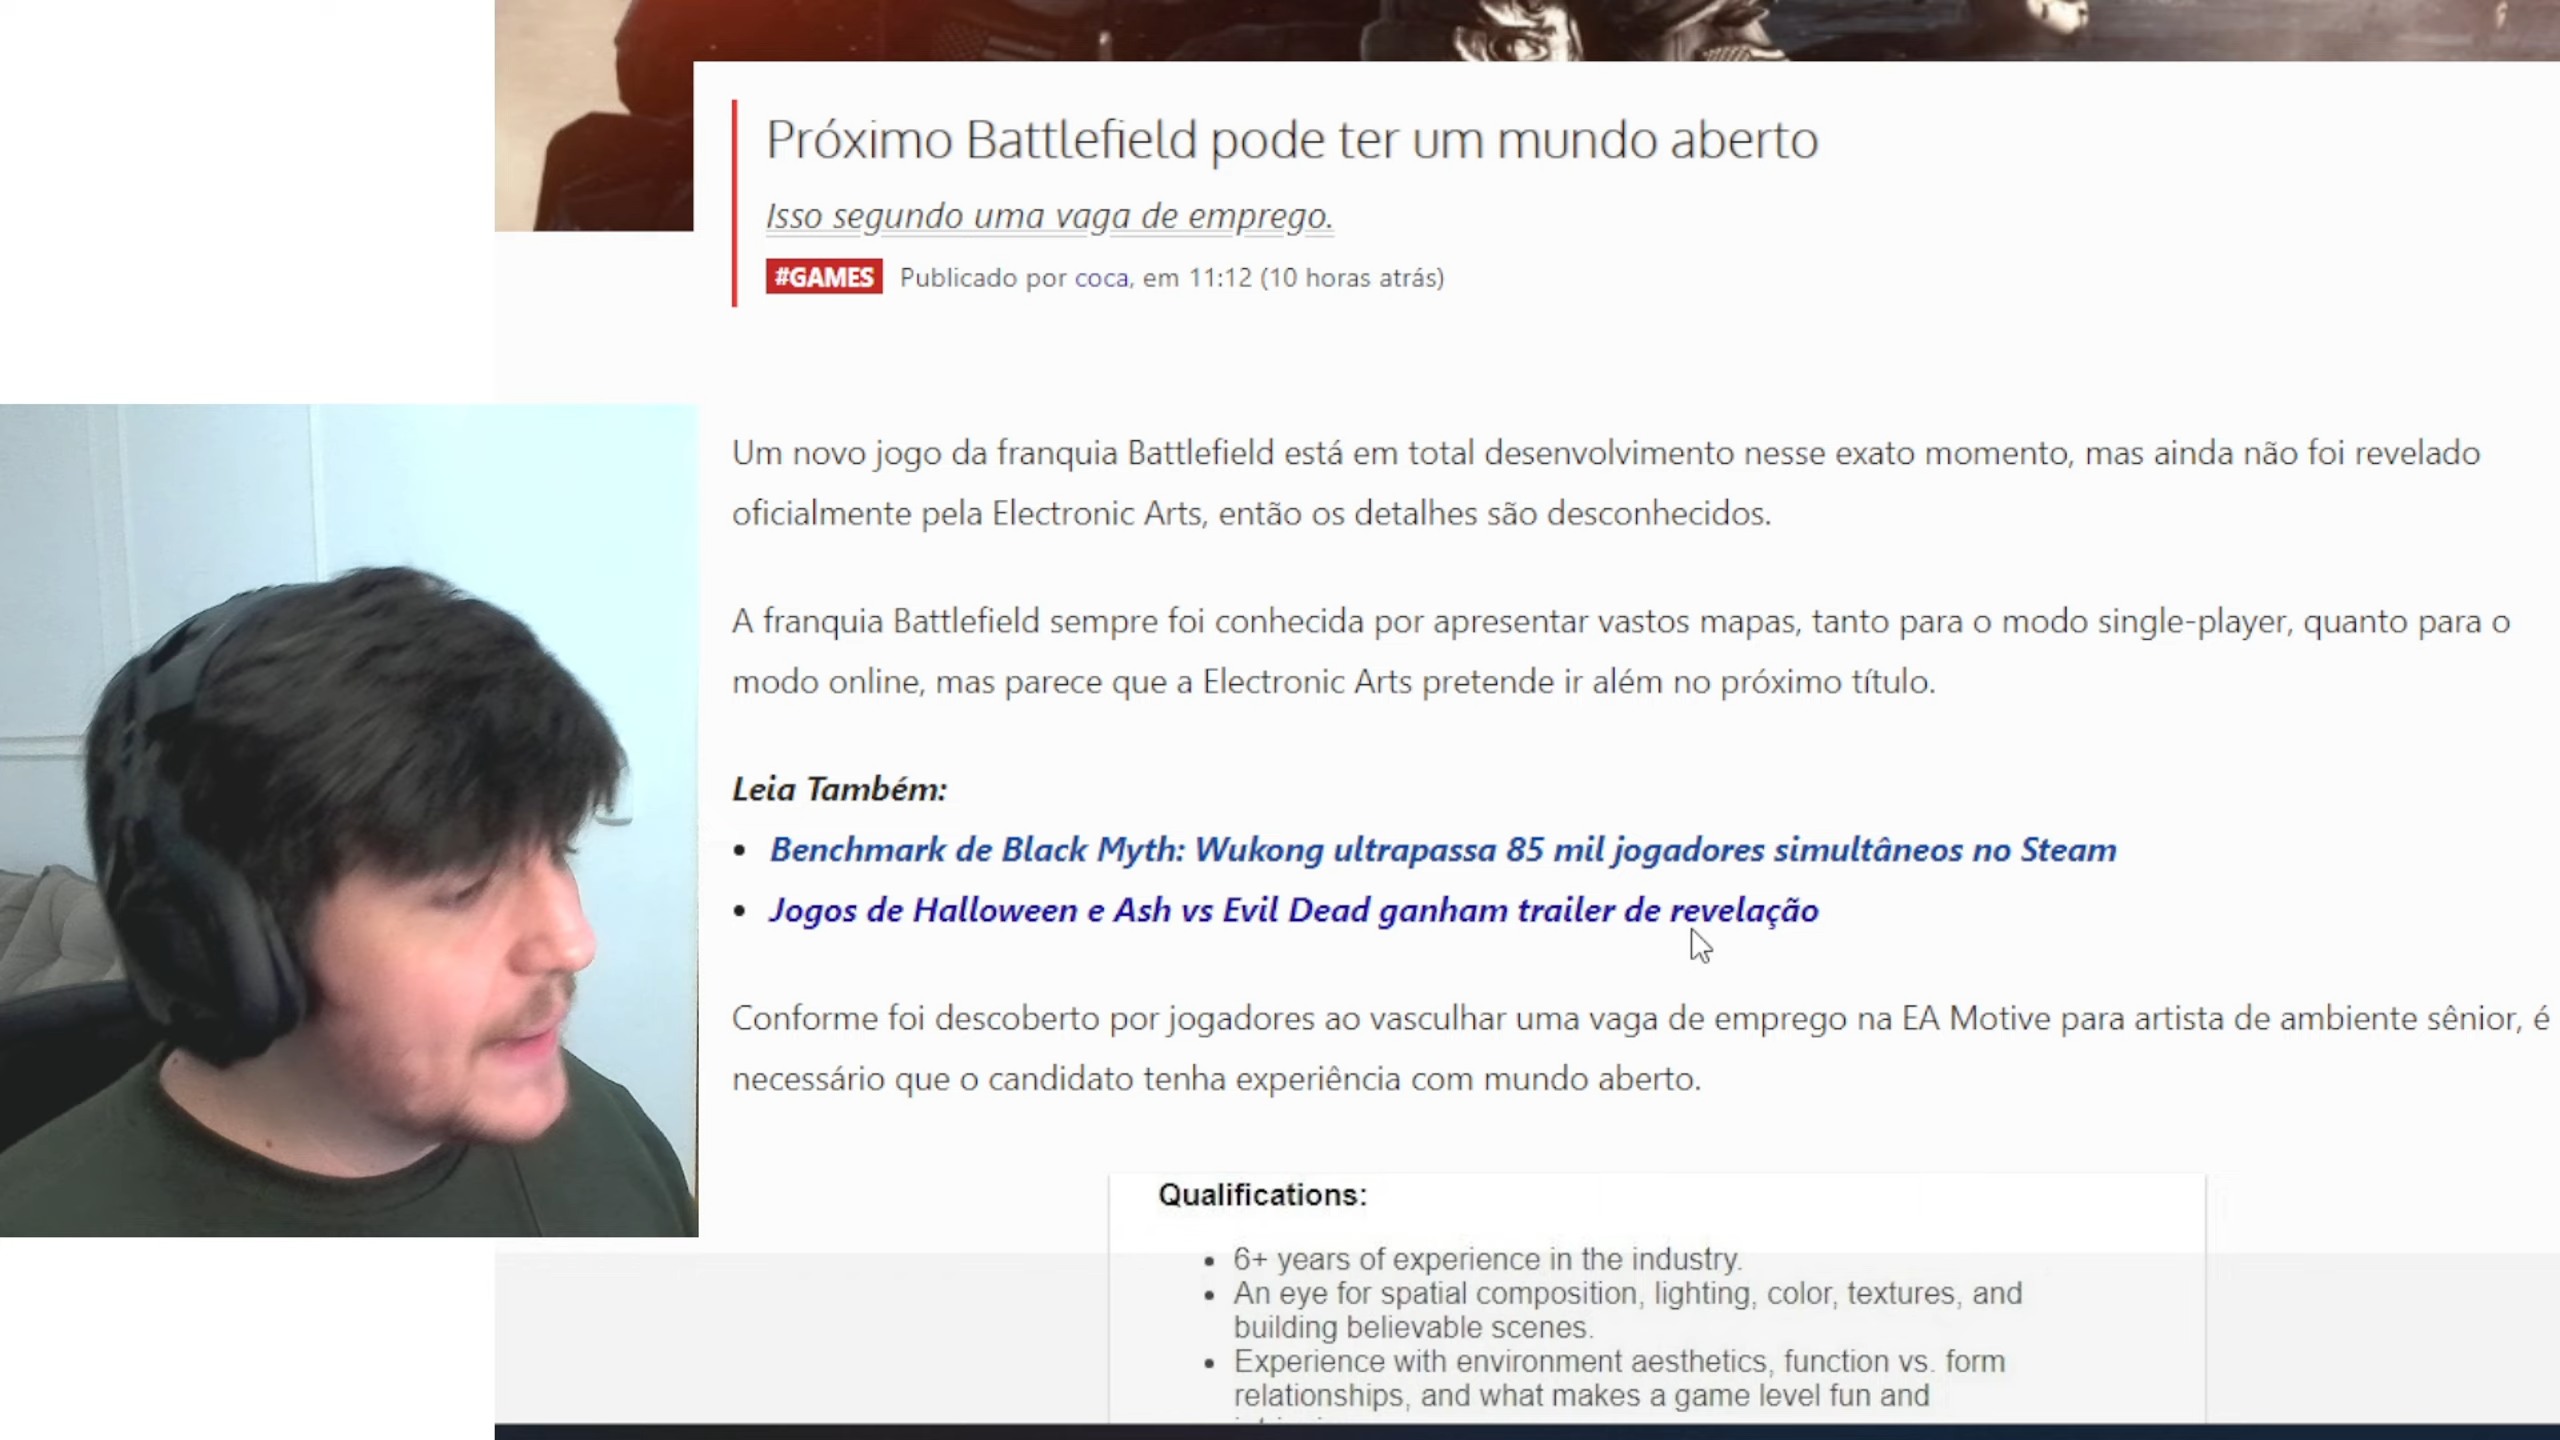 Próximo Battlefield pode ter um mundo aberto
Isso segundo uma vaga de emprego.
#GAMES Publicado por coca, em 11:12 (10 horas atrás)
Um novo jogo da franquia Battlefield está em total desenvolvimento nesse exato momento, mas ainda não foi revelado
oficialmente pela Electronic Arts, então os detalhes são desconhecidos.
A franquia Battlefield sempre foi conhecida por apresentar vastos mapas, tanto para o modo single-player, quanto para o
modo online, mas parece que a Electronic Arts pretende ir além no próximo título.
Leia Também:
• Benchmark de Black Myth: Wukong ultrapassa 85 mil jogadores simultâneos no Steam
• Jogos de Halloween e Ash vs Evil Dead ganham trailer de revelação
Conforme foi descoberto por jogadores ao vasculhar uma vaga de emprego na EA Motive para artista de ambiente sênior, é
necessário que o candidato tenha experiência com mundo aberto.
Qualifications:
• 6+ years of experience in the industry.
• An eye for spatial composition, lighting, color, textures, and
building believable scenes.
• Experience with environment aesthetics, function vs. form
relationships, and what makes a game level fun and